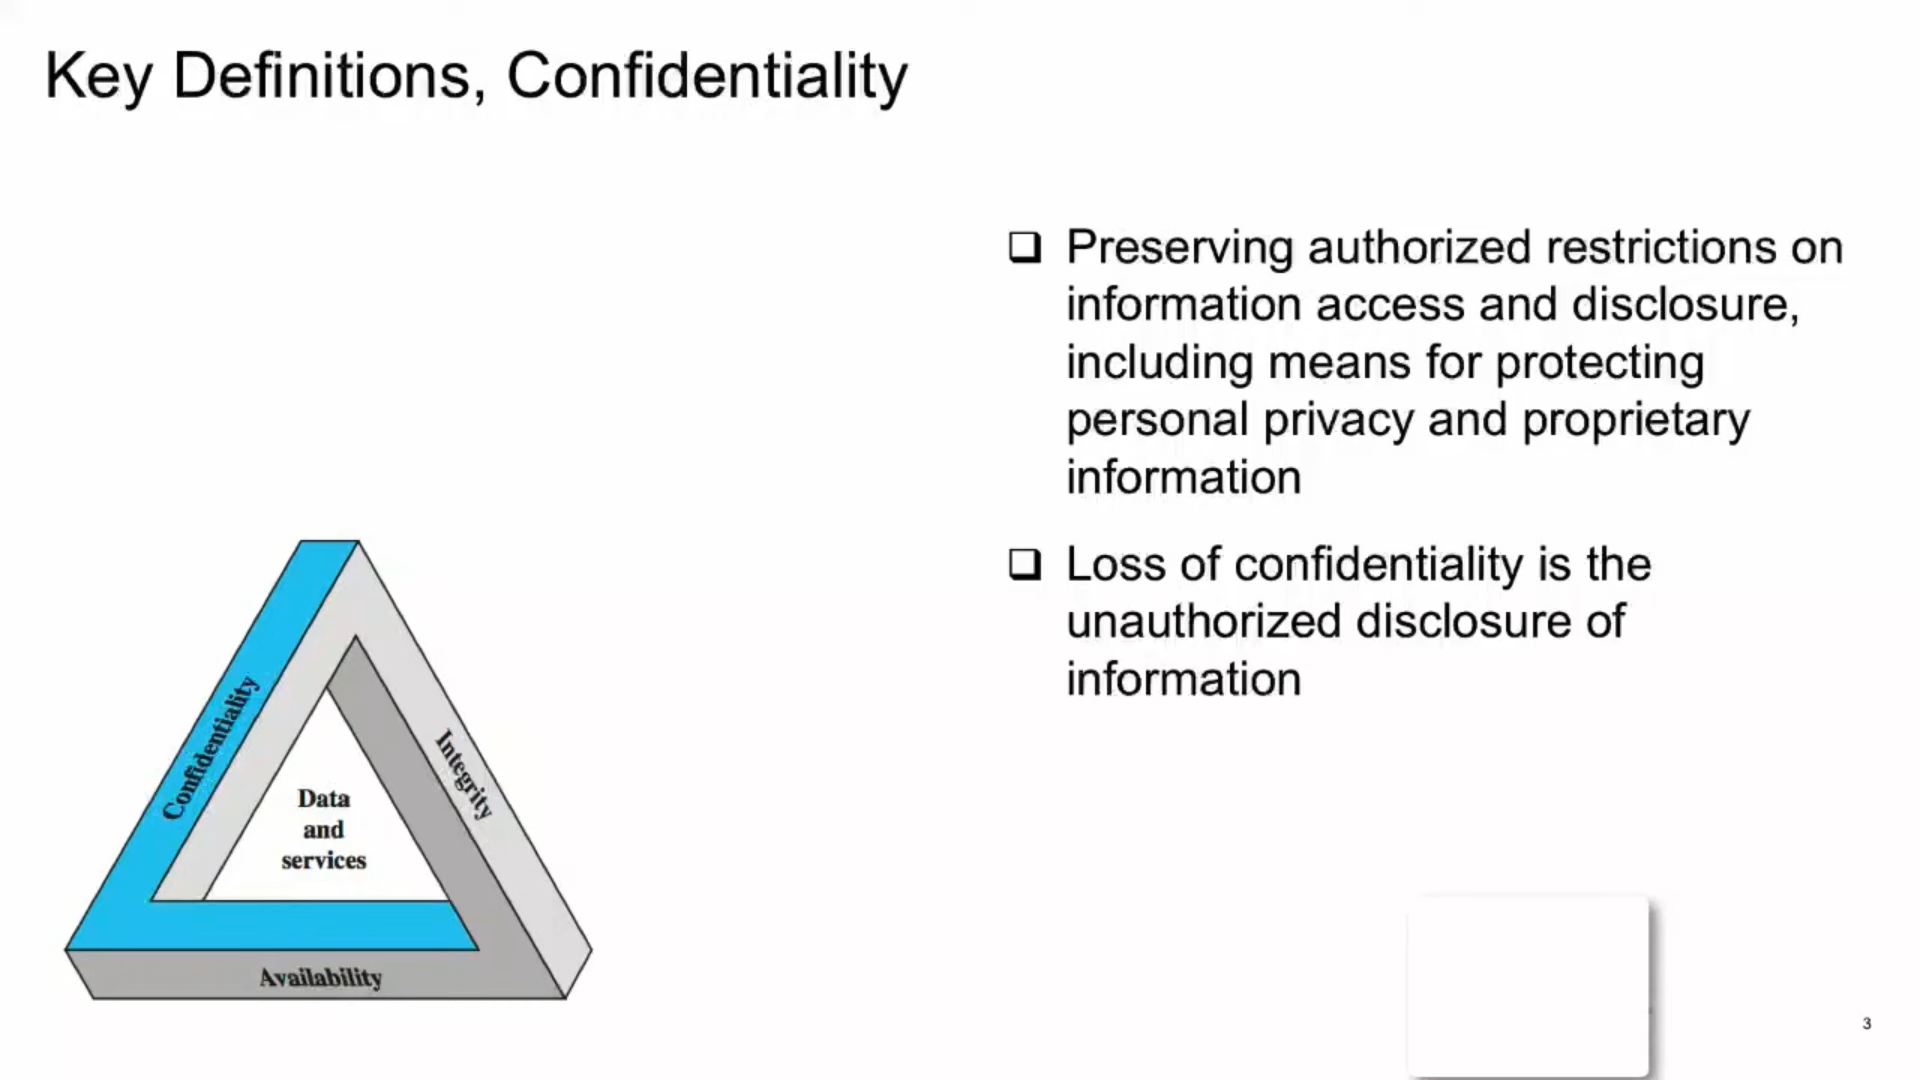 Key Definitions, Confidentiality
❑ Preserving authorized restrictions on
information access and disclosure,
including means for protecting
personal privacy and proprietary
information
❑ Loss of confidentiality is the
unauthorized disclosure of
information
Confidentiality
Integrity
Data
and
services
Availability
3